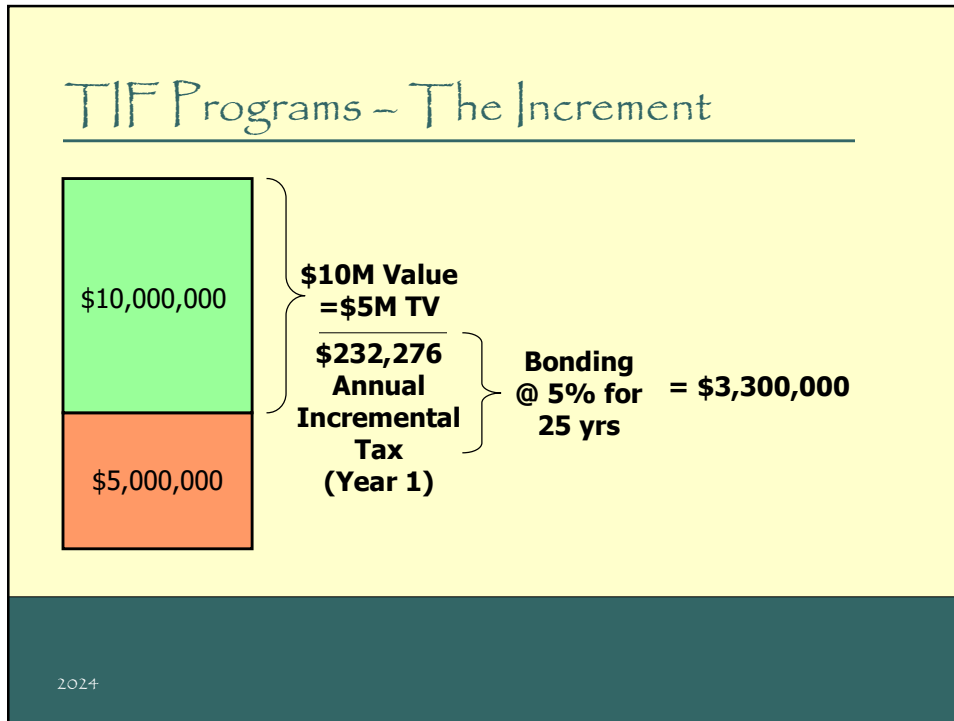 TIF Programs – The Increment
$10,000,000
$5,000,000
$10M Value
=$5M TV
$232,276
Annual
Incremental
Tax
(Year 1)
Bonding
@ 5% for
25 yrs
= $3,300,000
2024